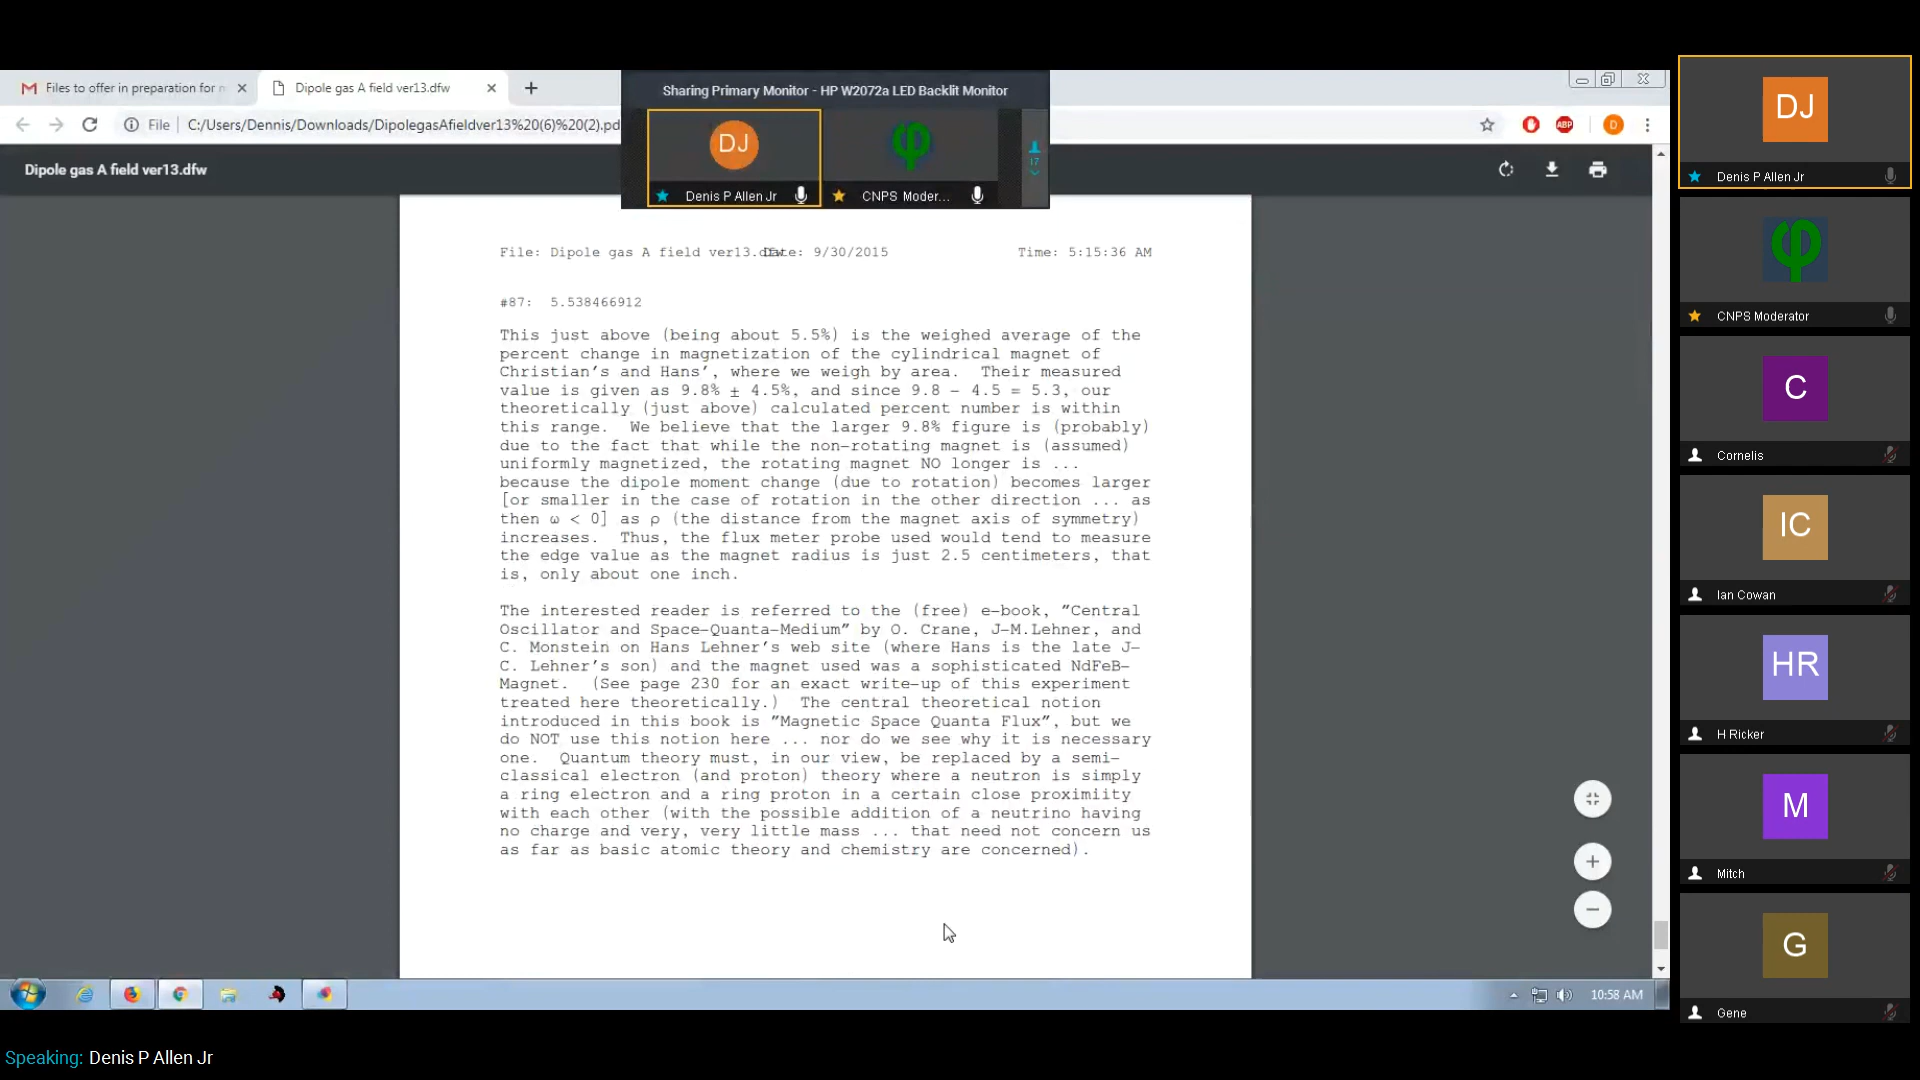 Files to offer in preparation for
Dipole gas A field ver13.dfw
Sharing Primary Monitor - HP W2072a LED Backlit Monitor
File
C:/Users/Dennis/Downloads/DipolegasAfieldver13%20(6)%20(2).pd
ABP
D
Dipole gas A field ver13.dfw
DJ
Denis P Allen Jr
CNPS Moder...
17
File: Dipole gas A field ver13.dfw
Date: 9/30/2015
Time: 5:15:36 AM
#87: 5.538466912
This just above (being about 5.5%) is the weighed average of the
percent change in magnetization of the cylindrical magnet of
Christian's and Hans', where we weigh by area. Their measured
value is given as 9.8% ± 4.5%, and since 9.8 - 4.5 = 5.3, our
theoretically (just above) calculated percent number is within
this range. We believe that the larger 9.8% figure is (probably)
due to the fact that while the non-rotating magnet is (assumed)
uniformly magnetized, the rotating magnet NO longer is ...
because the dipole moment change (due to rotation) becomes larger
[or smaller in the case of rotation in the other direction ... as
then ω < 0] as ρ (the distance from the magnet axis of symmetry)
increases. Thus, the flux meter probe used would tend to measure
the edge value as the magnet radius is just 2.5 centimeters, that
is, only about one inch.
The interested reader is referred to the (free) e-book, "Central
Oscillator and Space-Quanta-Medium" by O. Crane, J-M.Lehner, and
C. Monstein on Hans Lehner's web site (where Hans is the late J-
C. Lehner's son) and the magnet used was a sophisticated NdFeB-
Magnet. (See page 230 for an exact write-up of this experiment
treated here theoretically.) The central theoretical notion
introduced in this book is "Magnetic Space Quanta Flux", but we
do NOT use this notion here ... nor do we see why it is necessary
one. Quantum theory must, in our view, be replaced by a semi-
classical electron (and proton) theory where a neutron is simply
a ring electron and a ring proton in a certain close proximiity
with each other (with the possible addition of a neutrino having
no charge and very, very little mass ... that need not concern us
as far as basic atomic theory and chemistry are concerned).
10:58 AM
DJ
Denis P Allen Jr
CNPS Moderator
C
Cornelis
IC
Ian Cowan
HR
H Ricker
M
Mitch
G
Gene
Speaking: Denis P Allen Jr